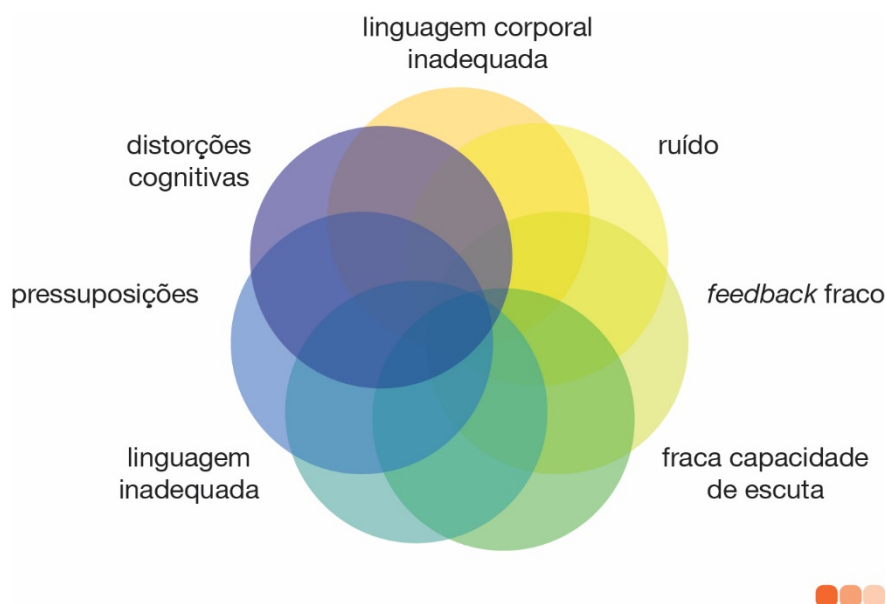 linguagem corporal
inadequada
distorções
cognitivas
ruído
pressuposições
feedback fraco
linguagem
inadequada
fraca capacidade
de escuta